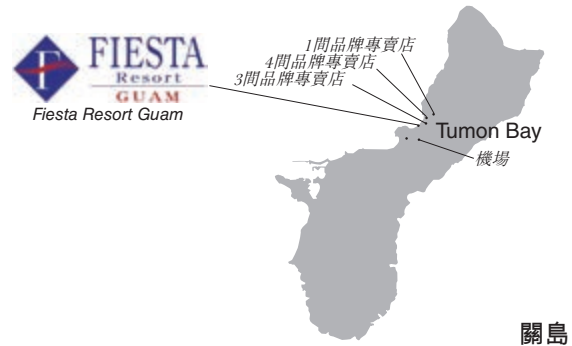 FIESTA
Resort
GUAM
Fiesta Resort Guam
1間品牌專賣店
4間品牌專賣店
3間品牌專賣店
Tumon Bay
機場
關島